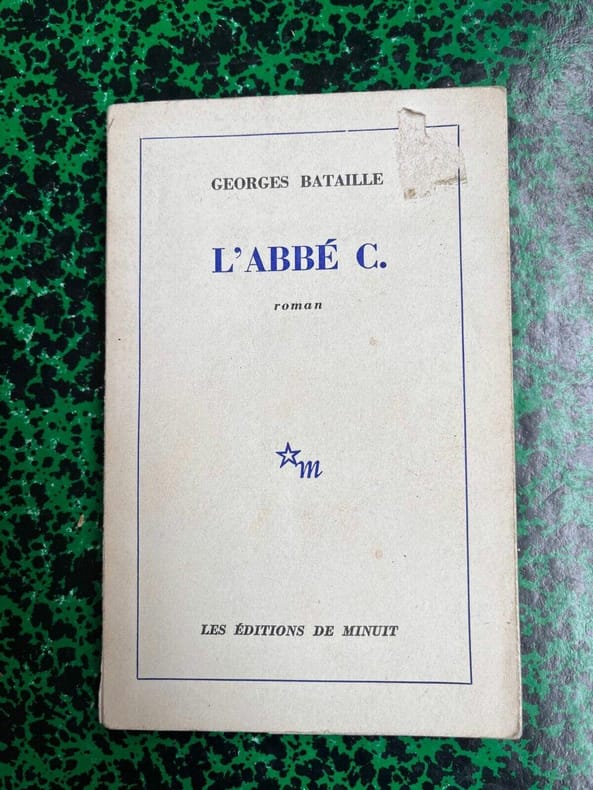 GEORGES BATAILLE
L'ABBÉ C.
roman
m
LES ÉDITIONS DE MINUIT